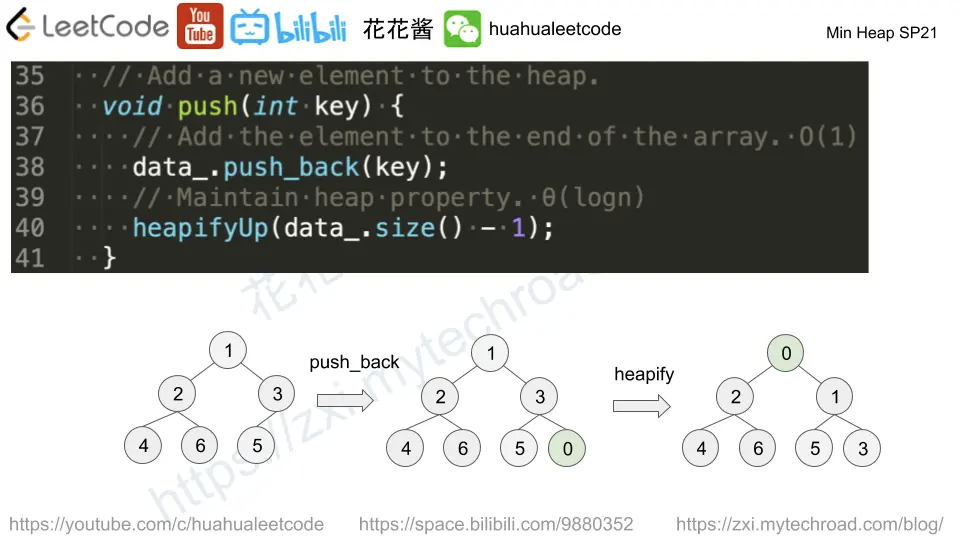 LeetCode You Tube bilibili 花花酱 huahualeetcode Min Heap SP21
35 ··// Add·a·new·element·to·the·heap.
36 ··void·push(int·key)·{
37 ····//·Add·the·element·to·the·end·of·the·array.·O(1)
38 ····data_.push_back(key);
39 ····//·Maintain·heap·property.·θ(logn)
40 ····heapifyUp(data_.size()·-·1);
41 ··}
1
2 3
4 6 5
push_back
1
2 3
4 6 5 0
heapify
0
2 1
4 6 5 3
https://zxi.mytechroad
https://youtube.com/c/huahualeetcode https://space.bilibili.com/9880352 https://zxi.mytechroad.com/blog/